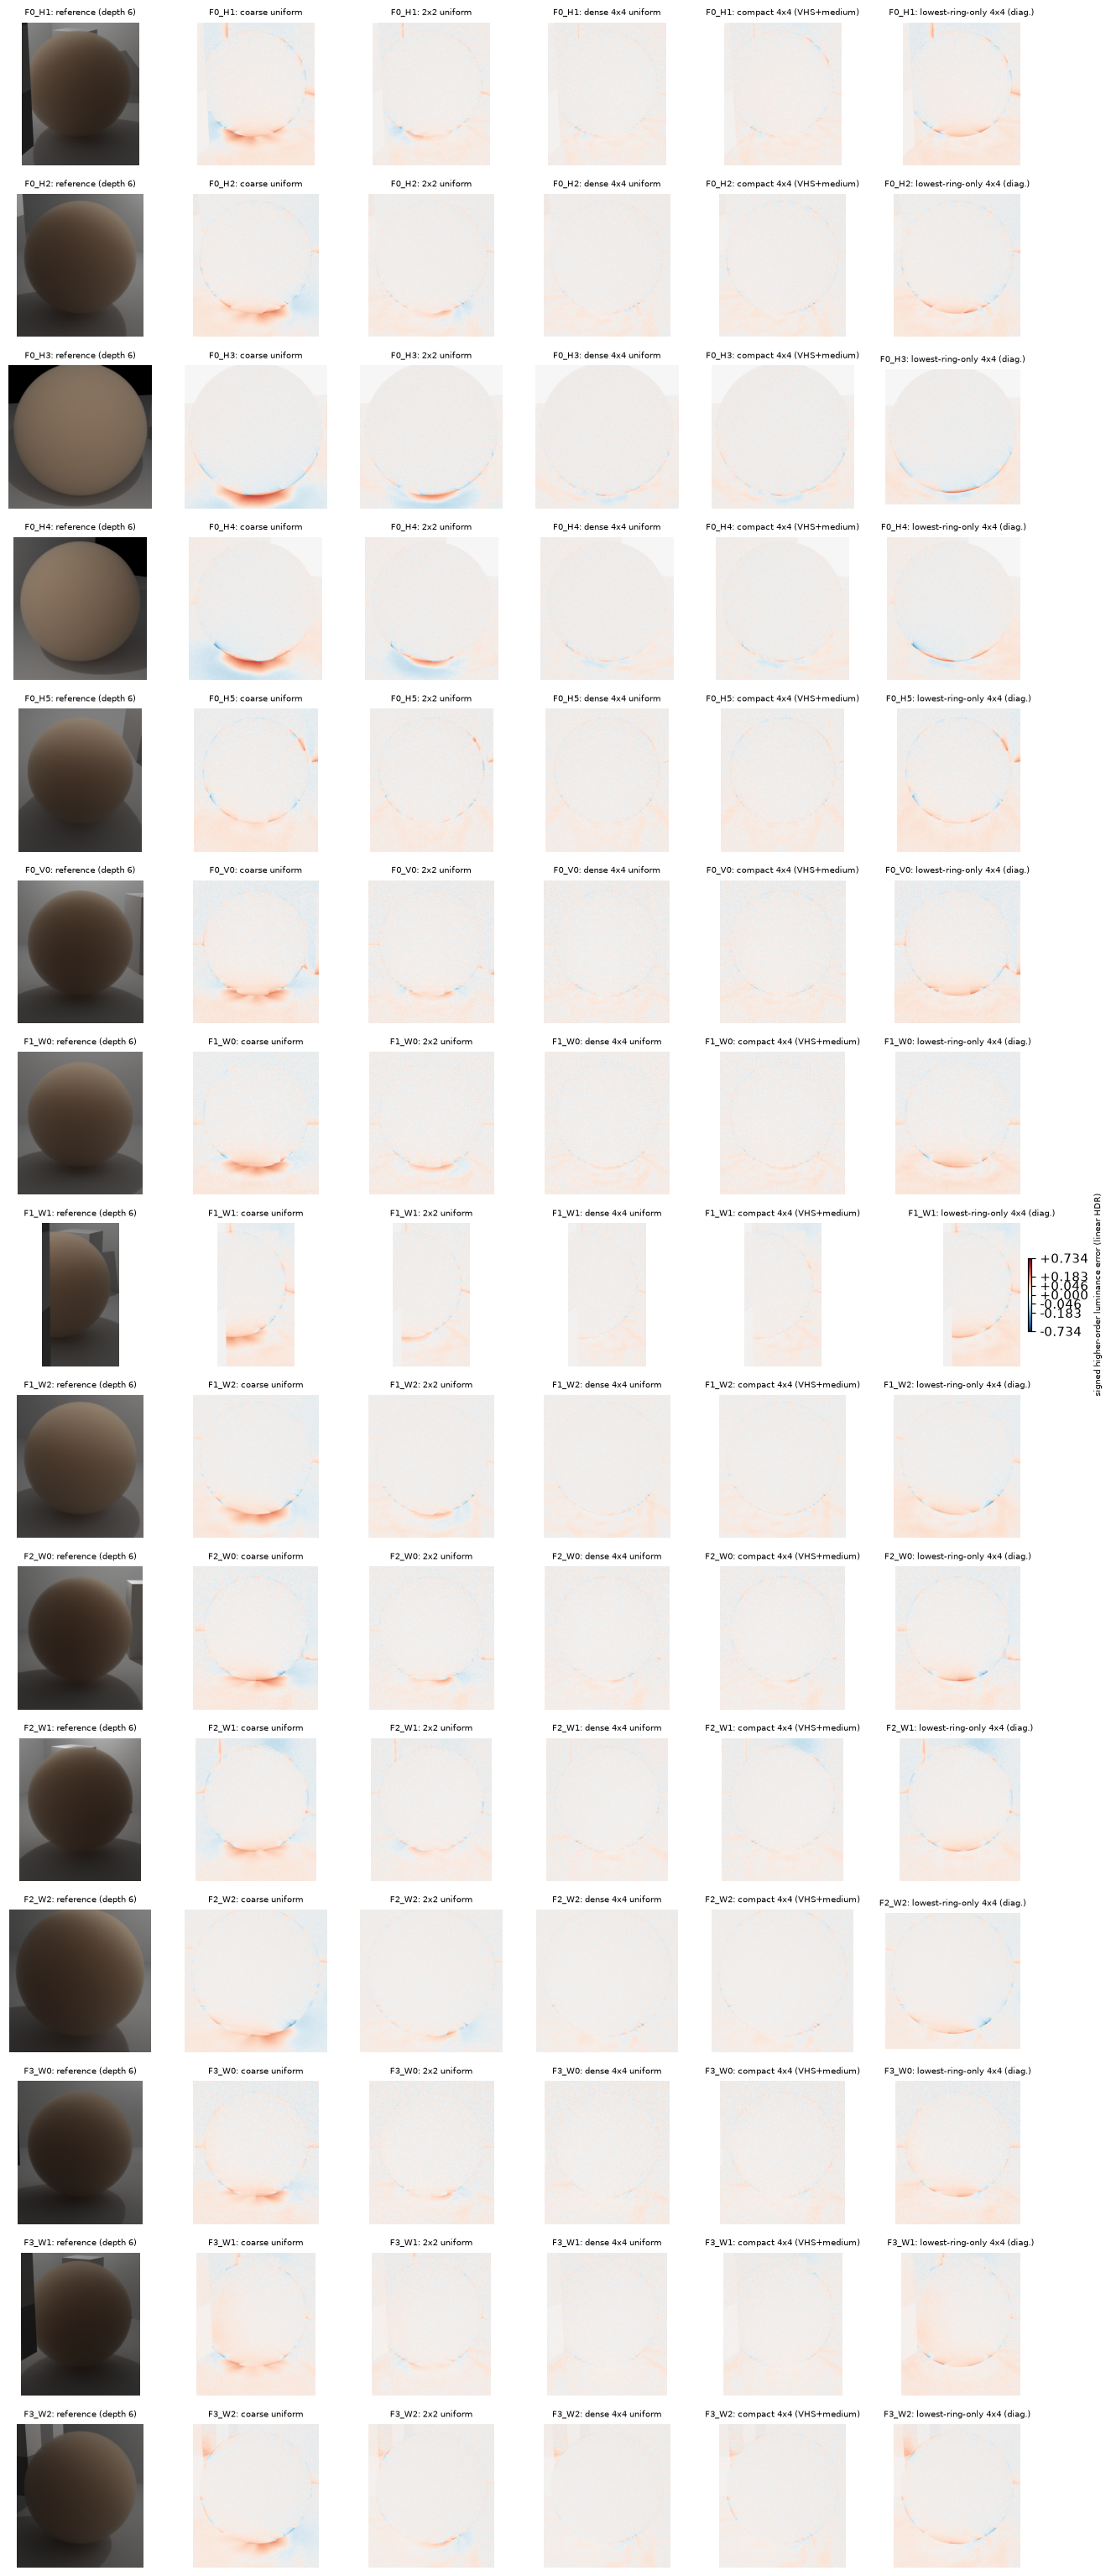 F0_H1: reference (depth 6) F0_H1: coarse uniform F0_H1: 2x2 uniform F0_H1: dense 4x4 uniform F0_H1: compact 4x4 (VHS+medium) F0_H1: lowest-ring-only 4x4 (diag.)
F0_H2: reference (depth 6) F0_H2: coarse uniform F0_H2: 2x2 uniform F0_H2: dense 4x4 uniform F0_H2: compact 4x4 (VHS+medium) F0_H2: lowest-ring-only 4x4 (diag.)
F0_H3: reference (depth 6) F0_H3: coarse uniform F0_H3: 2x2 uniform F0_H3: dense 4x4 uniform F0_H3: compact 4x4 (VHS+medium) F0_H3: lowest-ring-only 4x4 (diag.)
F0_H4: reference (depth 6) F0_H4: coarse uniform F0_H4: 2x2 uniform F0_H4: dense 4x4 uniform F0_H4: compact 4x4 (VHS+medium) F0_H4: lowest-ring-only 4x4 (diag.)
F0_H5: reference (depth 6) F0_H5: coarse uniform F0_H5: 2x2 uniform F0_H5: dense 4x4 uniform F0_H5: compact 4x4 (VHS+medium) F0_H5: lowest-ring-only 4x4 (diag.)
F0_V0: reference (depth 6) F0_V0: coarse uniform F0_V0: 2x2 uniform F0_V0: dense 4x4 uniform F0_V0: compact 4x4 (VHS+medium) F0_V0: lowest-ring-only 4x4 (diag.)
F1_W0: reference (depth 6) F1_W0: coarse uniform F1_W0: 2x2 uniform F1_W0: dense 4x4 uniform F1_W0: compact 4x4 (VHS+medium) F1_W0: lowest-ring-only 4x4 (diag.)
F1_W1: reference (depth 6) F1_W1: coarse uniform F1_W1: 2x2 uniform F1_W1: dense 4x4 uniform F1_W1: compact 4x4 (VHS+medium) F1_W1: lowest-ring-only 4x4 (diag.)
+0.734
+0.183
+0.046
+0.000
-0.046
-0.183
-0.734
signed higher-order luminance error (linear HDR)
F1_W2: reference (depth 6) F1_W2: coarse uniform F1_W2: 2x2 uniform F1_W2: dense 4x4 uniform F1_W2: compact 4x4 (VHS+medium) F1_W2: lowest-ring-only 4x4 (diag.)
F2_W0: reference (depth 6) F2_W0: coarse uniform F2_W0: 2x2 uniform F2_W0: dense 4x4 uniform F2_W0: compact 4x4 (VHS+medium) F2_W0: lowest-ring-only 4x4 (diag.)
F2_W1: reference (depth 6) F2_W1: coarse uniform F2_W1: 2x2 uniform F2_W1: dense 4x4 uniform F2_W1: compact 4x4 (VHS+medium) F2_W1: lowest-ring-only 4x4 (diag.)
F2_W2: reference (depth 6) F2_W2: coarse uniform F2_W2: 2x2 uniform F2_W2: dense 4x4 uniform F2_W2: compact 4x4 (VHS+medium) F2_W2: lowest-ring-only 4x4 (diag.)
F3_W0: reference (depth 6) F3_W0: coarse uniform F3_W0: 2x2 uniform F3_W0: dense 4x4 uniform F3_W0: compact 4x4 (VHS+medium) F3_W0: lowest-ring-only 4x4 (diag.)
F3_W1: reference (depth 6) F3_W1: coarse uniform F3_W1: 2x2 uniform F3_W1: dense 4x4 uniform F3_W1: compact 4x4 (VHS+medium) F3_W1: lowest-ring-only 4x4 (diag.)
F3_W2: reference (depth 6) F3_W2: coarse uniform F3_W2: 2x2 uniform F3_W2: dense 4x4 uniform F3_W2: compact 4x4 (VHS+medium) F3_W2: lowest-ring-only 4x4 (diag.)